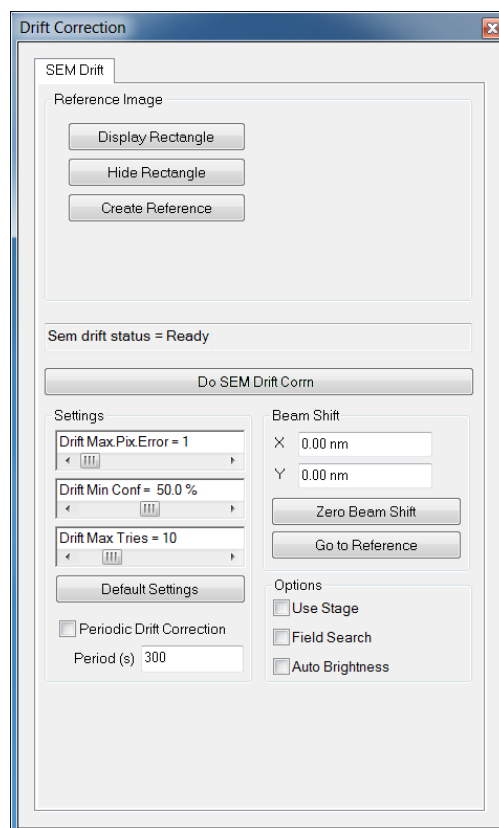 Drift Correction
SEM Drift
Reference Image
Display Rectangle
Hide Rectangle
Create Reference
Sem drift status = Ready
Do SEM Drift Corrn
Settings
Drift Max.Pix.Error = 1
Drift Min Conf = 50.0 %
Drift Max Tries = 10
Default Settings
Periodic Drift Correction
Period (s) 300
Beam Shift
X 0.00 nm
Y 0.00 nm
Zero Beam Shift
Go to Reference
Options
Use Stage
Field Search
Auto Brightness